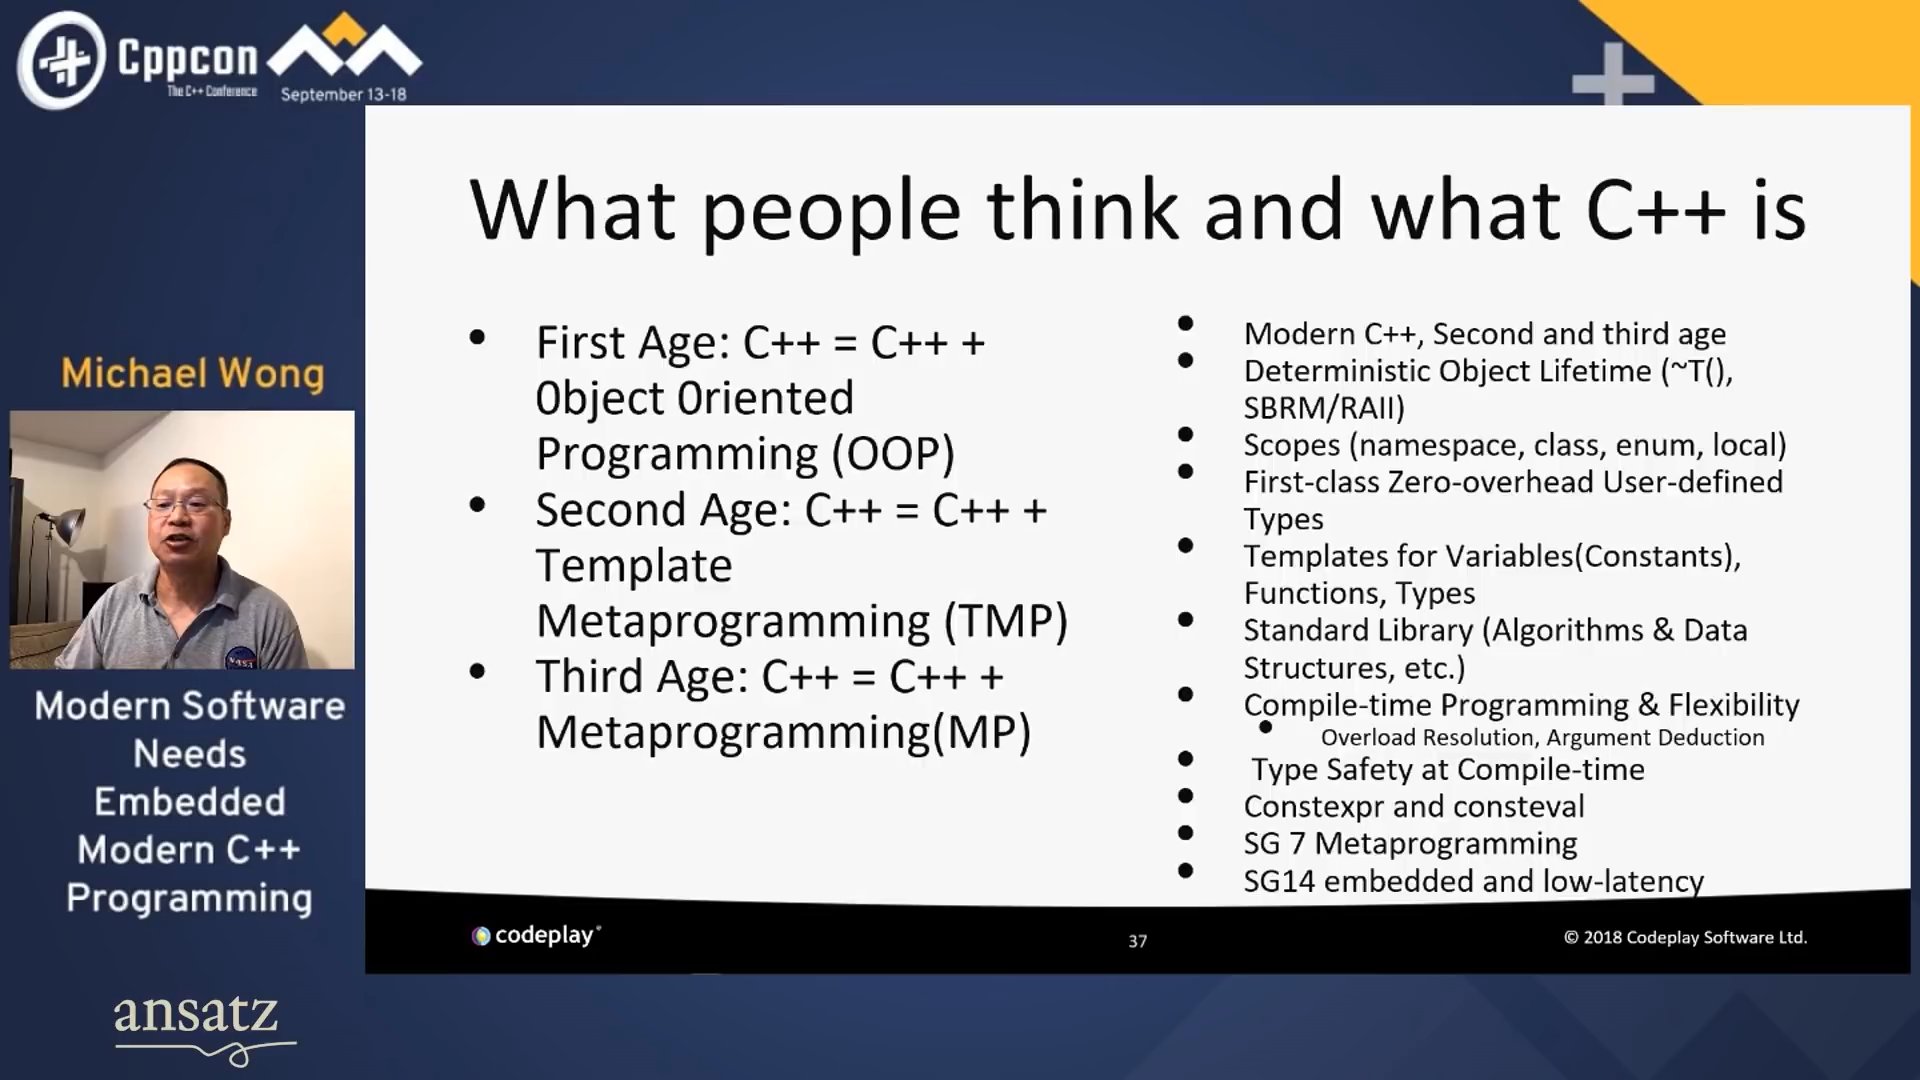 Cppcon
The C++ Conference
September 13-18
What people think and what C++ is
• First Age: C++ = C++ +
0bject 0riented
Programming (OOP)
• Second Age: C++ = C++ +
Template
Metaprogramming (TMP)
• Third Age: C++ = C++ +
Metaprogramming(MP)
• Modern C++, Second and third age
• Deterministic Object Lifetime (~T(),
SBRM/RAII)
• Scopes (namespace, class, enum, local)
• First-class Zero-overhead User-defined
Types
• Templates for Variables(Constants),
Functions, Types
• Standard Library (Algorithms & Data
Structures, etc.)
• Compile-time Programming & Flexibility
• Overload Resolution, Argument Deduction
• Type Safety at Compile-time
• Constexpr and consteval
• SG 7 Metaprogramming
• SG14 embedded and low-latency
codeplay
37
© 2018 Codeplay Software Ltd.
Michael Wong
NASA
Modern Software
Needs
Embedded
Modern C++
Programming
ansatz